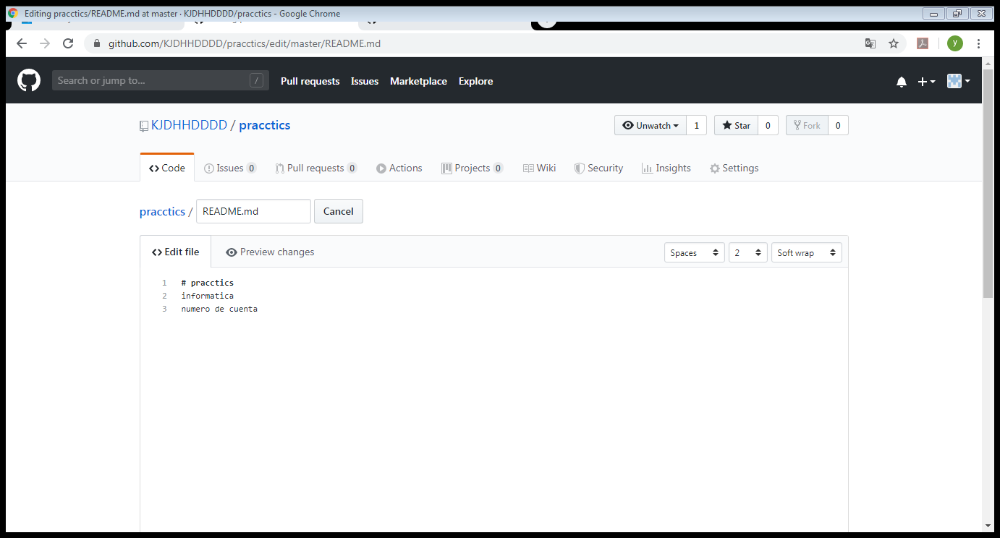 Editing pracctics/README.md at master · KJDHHDDDD/pracctics - Google Chrome
github.com/KJDHHDDDD/pracctics/edit/master/README.md
y
Search or jump to...
/
Pull requests
Issues
Marketplace
Explore
KJDHHDDDD / pracctics
Unwatch 1
Star 0
Fork 0
Code
Issues 0
Pull requests 0
Actions
Projects 0
Wiki
Security
Insights
Settings
pracctics / README.md
Cancel
Edit file
Preview changes
Spaces
2
Soft wrap
1 # pracctics
2 informatica
3 numero de cuenta